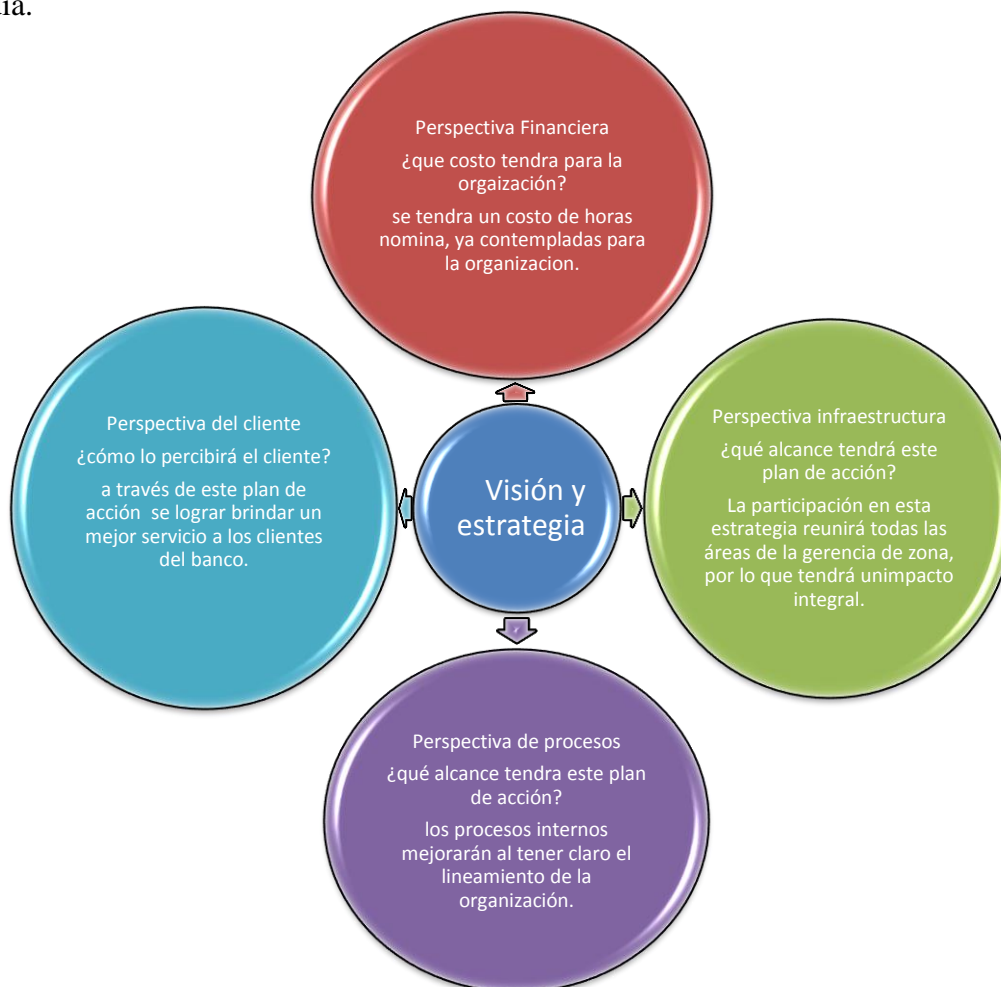 día.
Perspectiva Financiera
¿que costo tendra para la
orgaización?
se tendra un costo de horas
nomina, ya contempladas para
la organizacion.
Perspectiva del cliente
¿cómo lo percibirá el cliente?
a través de este plan de
acción se lograr brindar un
mejor servicio a los clientes
del banco.
Visión y
estrategia
Perspectiva infraestructura
¿qué alcance tendrá este
plan de acción?
La participación en esta
estrategia reunirá todas las
áreas de la gerencia de zona,
por lo que tendrá unimpacto
integral.
Perspectiva de procesos
¿qué alcance tendra este plan
de acción?
los procesos internos
mejorarán al tener claro el
lineamiento de la
organización.